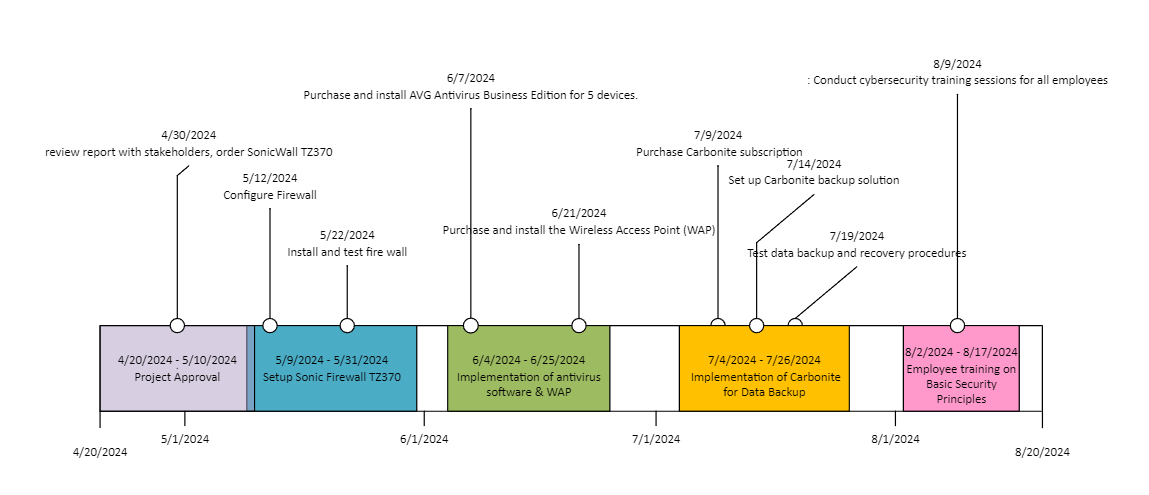 8/9/2024
: Conduct cybersecurity training sessions for all employees
6/7/2024
Purchase and install AVG Antivirus Business Edition for 5 devices.
4/30/2024
review report with stakeholders, order SonicWall TZ370
7/9/2024
Purchase Carbonite subscription
7/14/2024
Set up Carbonite backup solution
5/12/2024
Configure Firewall
6/21/2024
Purchase and install the Wireless Access Point (WAP)
5/22/2024
Install and test fire wall
7/19/2024
Test data backup and recovery procedures
4/20/2024 - 5/10/2024
Project Approval
5/9/2024 - 5/31/2024
Setup Sonic Firewall TZ370
6/4/2024 - 6/25/2024
Implementation of antivirus
software & WAP
7/4/2024 - 7/26/2024
Implementation of Carbonite
for Data Backup
8/2/2024 - 8/17/2024
Employee training on
Basic Security
Principles
4/20/2024
5/1/2024
6/1/2024
7/1/2024
8/1/2024
8/20/2024